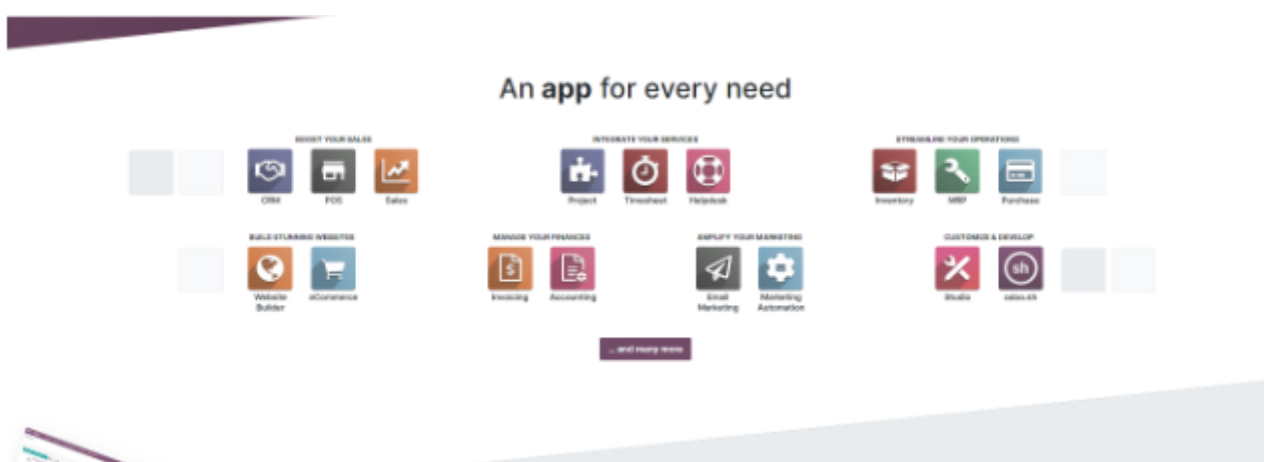 An app for every need
BOOST YOUR SALES
INTEGRATE YOUR SERVICES
STREAMLINE YOUR OPERATIONS
CRM POS Sales
Project Timesheet Helpdesk
Inventory MRP Purchase
BUILD STUNNING WEBSITES
MANAGE YOUR FINANCES
AMPLIFY YOUR MARKETING
CUSTOMIZE & DEVELOP
sh
Website Builder
eCommerce
Invoicing Accounting
Email Marketing
Marketing Automation
Studio odoo.sh
... and many more